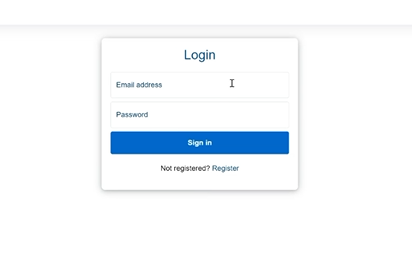 Login
Email address
Password
Sign in
Not registered? Register